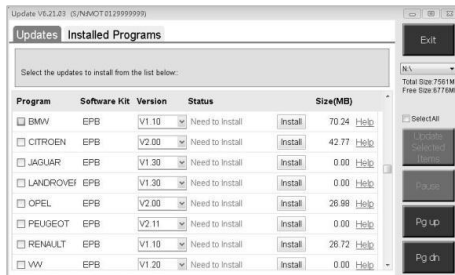 Update V6.21.03 (S/N:MOT0129999999)
Updates Installed Programs
Exit
Select the updates to install from the list below::
N:\
Total Size:7561M
Free Size:6776M
SelectAll
Program Software Kit Version Status Size(MB)
BMW EPB V1.10 Need to Install Install 70.24 Help
CITROEN EPB V2.00 Need to Install Install 42.77 Help
JAGUAR EPB V1.30 Need to Install Install 0.00 Help
LANDROVER EPB V1.30 Need to Install Install 0.00 Help
OPEL EPB V2.00 Need to Install Install 26.98 Help
PEUGEOT EPB V2.11 Need to Install Install 0.00 Help
RENAULT EPB V1.10 Need to Install Install 26.72 Help
VW EPB V1.20 Need to Install Install 0.00 Help
Update
Selected
Items
Pause
Pg up
Pg dn